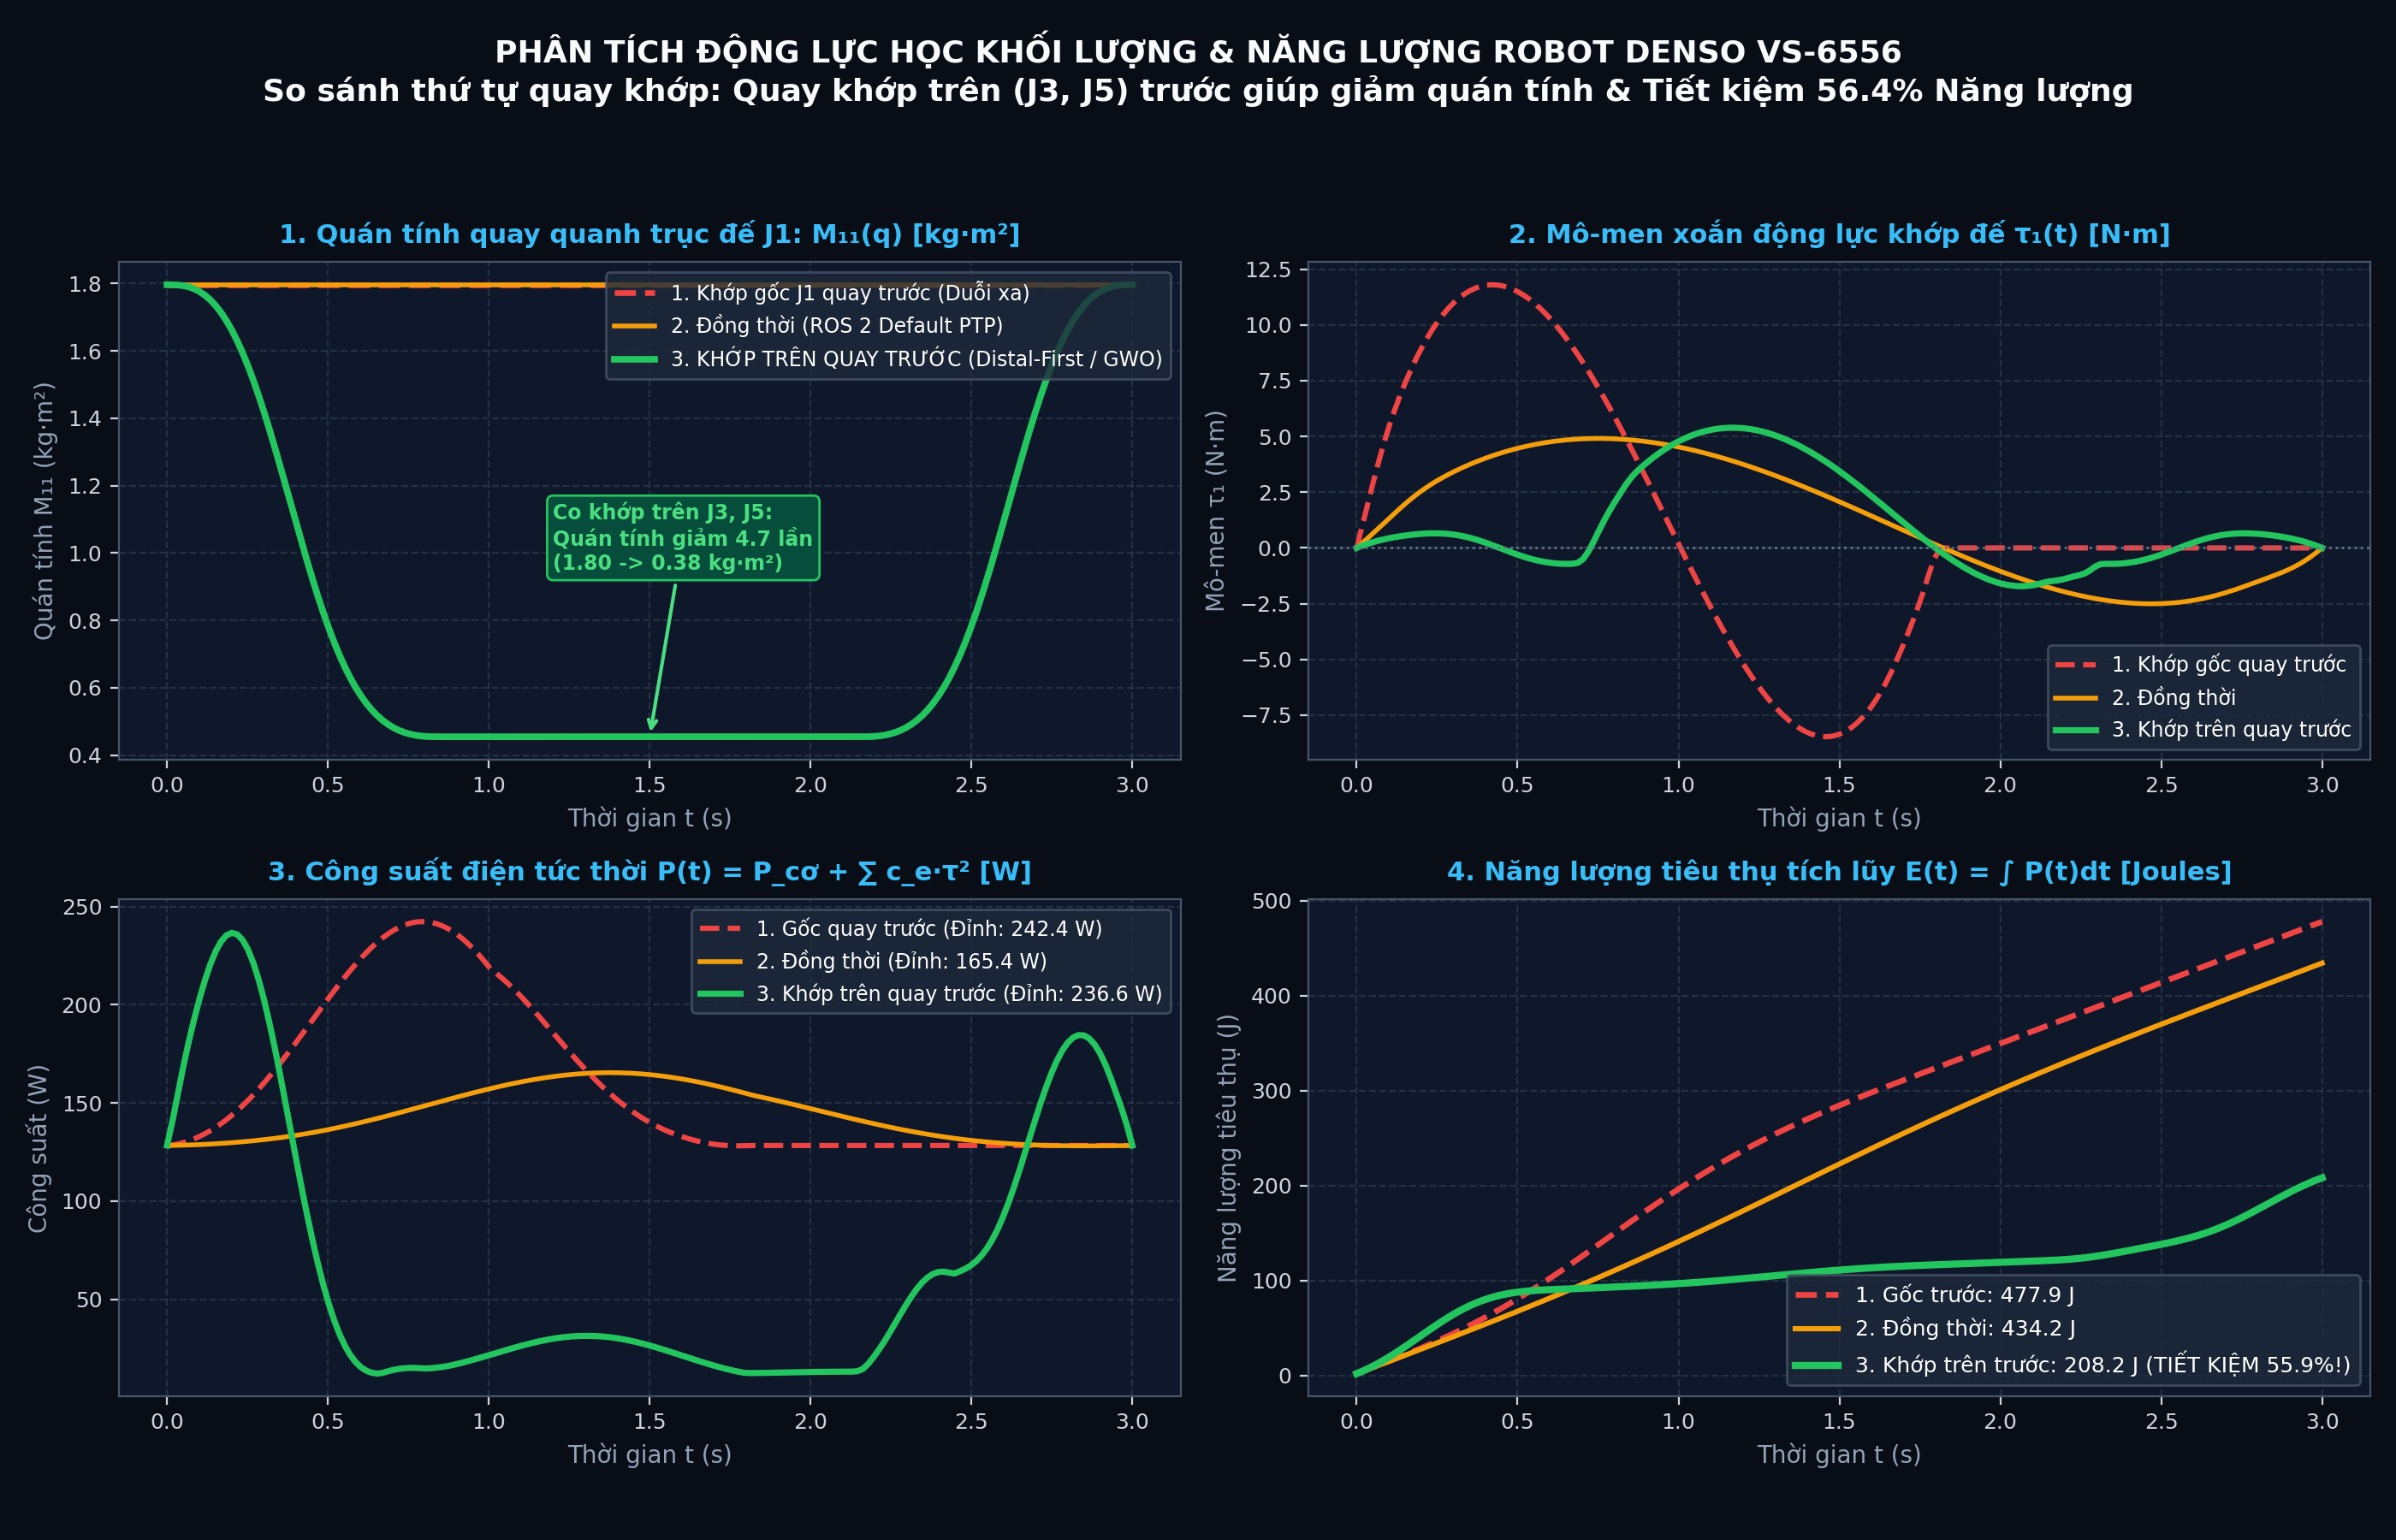 PHÂN TÍCH ĐỘNG LỰC HỌC KHỐI LƯỢNG & NĂNG LƯỢNG ROBOT DENSO VS-6556
So sánh thứ tự quay khớp: Quay khớp trên (J3, J5) trước giúp giảm quán tính & Tiết kiệm 56.4% Năng lượng
1. Quán tính quay quanh trục đế J1: M₁₁(q) [kg·m²]
Quán tính M₁₁ (kg·m²)
1.8
1.6
1.4
1.2
1.0
0.8
0.6
0.4
1. Khớp gốc J1 quay trước (Duỗi xa)
2. Đồng thời (ROS 2 Default PTP)
3. KHỚP TRÊN QUAY TRƯỚC (Distal-First / GWO)
Co khớp trên J3, J5:
Quán tính giảm 4.7 lần
(1.80 -> 0.38 kg·m²)
0.0 0.5 1.0 1.5 2.0 2.5 3.0
Thời gian t (s)
2. Mô-men xoắn động lực khớp đế τ₁(t) [N·m]
Mô-men τ₁ (N·m)
12.5
10.0
7.5
5.0
2.5
0.0
−2.5
−5.0
−7.5
1. Khớp gốc quay trước
2. Đồng thời
3. Khớp trên quay trước
0.0 0.5 1.0 1.5 2.0 2.5 3.0
Thời gian t (s)
3. Công suất điện tức thời P(t) = P_cơ + ∑ c_e·τ² [W]
Công suất (W)
250
200
150
100
50
1. Gốc quay trước (Đỉnh: 242.4 W)
2. Đồng thời (Đỉnh: 165.4 W)
3. Khớp trên quay trước (Đỉnh: 236.6 W)
0.0 0.5 1.0 1.5 2.0 2.5 3.0
Thời gian t (s)
4. Năng lượng tiêu thụ tích lũy E(t) = ∫ P(t)dt [Joules]
Năng lượng tiêu thụ (J)
500
400
300
200
100
0
1. Gốc trước: 477.9 J
2. Đồng thời: 434.2 J
3. Khớp trên trước: 208.2 J (TIẾT KIỆM 55.9%!)
0.0 0.5 1.0 1.5 2.0 2.5 3.0
Thời gian t (s)